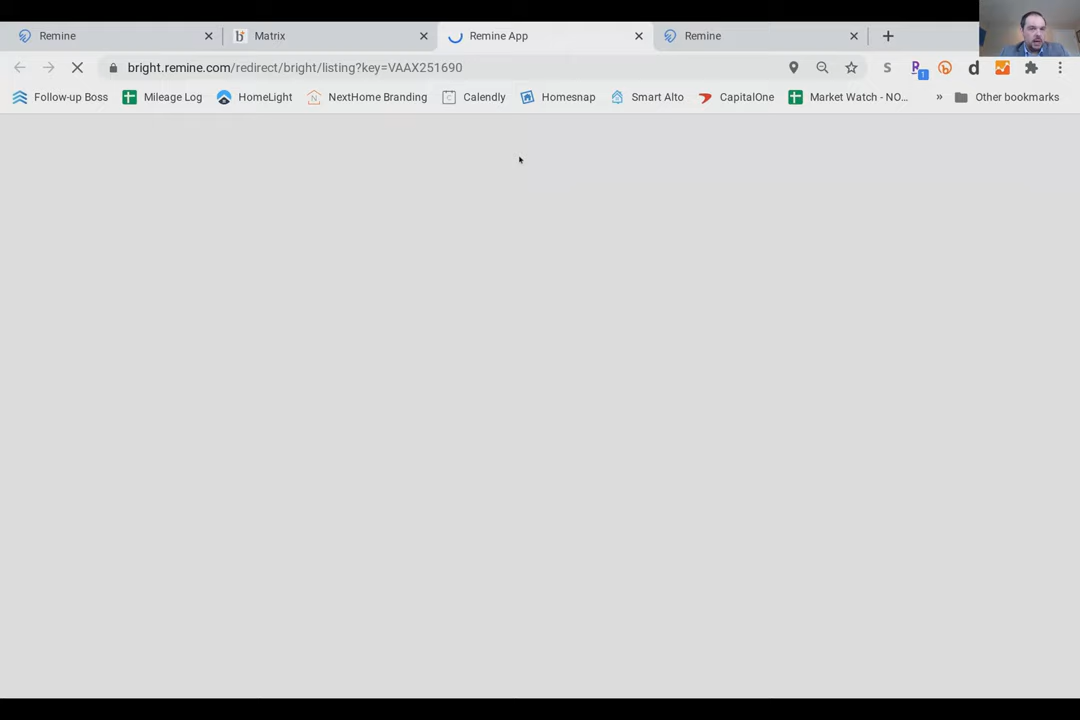 Remine
Matrix
Remine App
Remine
bright.remine.com/redirect/bright/listing?key=VAAX251690
Follow-up Boss
Mileage Log
HomeLight
NextHome Branding
Calendly
Homesnap
Smart Alto
CapitalOne
Market Watch - NO...
» Other bookmarks